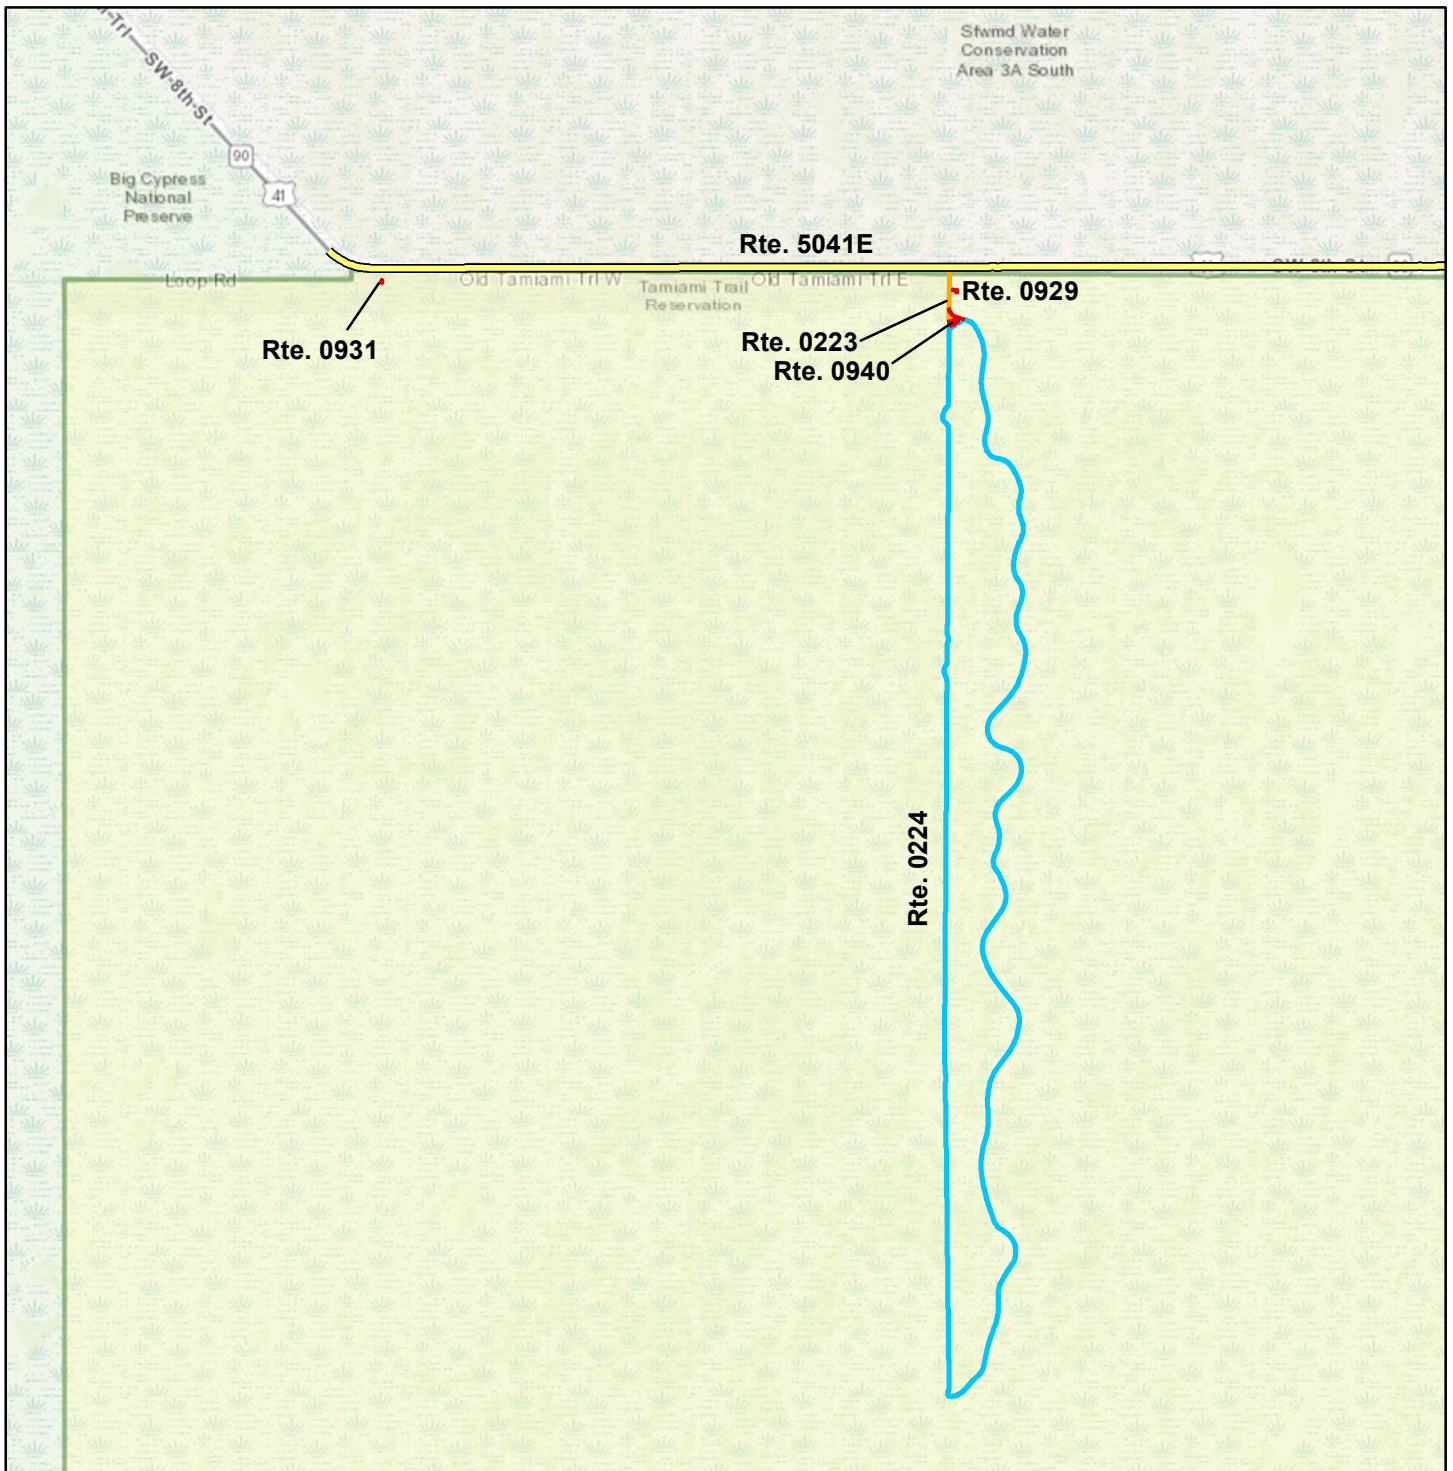 Sfwmd Water
Conservation
Area 3A South
SW-8th-St
90
41
Big Cypress
National
Preserve
Rte. 5041E
Loop Rd
Old Tamiami Trl W
Tamiami Trail
Reservation
Old Tamiami Trl E
Rte. 0929
Rte. 0931
Rte. 0223
Rte. 0940
Rte. 0224